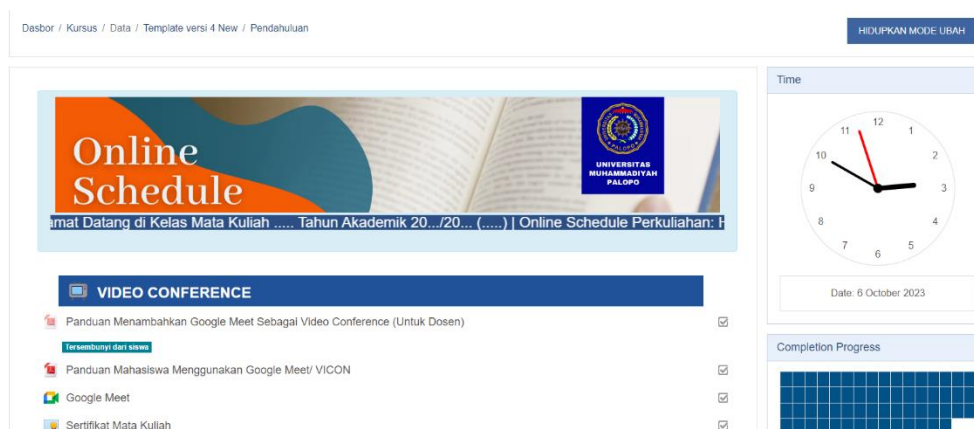 Dasbor / Kursus / Data / Template versi 4 New / Pendahuluan
HIDUPKAN MODE UBAH
Online
Schedule
UNIVERSITAS
MUHAMMADIYAH
PALOPO
amat Datang di Kelas Mata Kuliah ..... Tahun Akademik 20.../20... (.....) | Online Schedule Perkuliahan: H
VIDEO CONFERENCE
Panduan Menambahkan Google Meet Sebagai Video Conference (Untuk Dosen)
Tersembunyi dari siswa
Panduan Mahasiswa Menggunakan Google Meet/ VICON
Google Meet
Sertifikat Mata Kuliah
Time
12
1
2
3
4
5
6
7
8
9
10
11
Date: 6 October 2023
Completion Progress